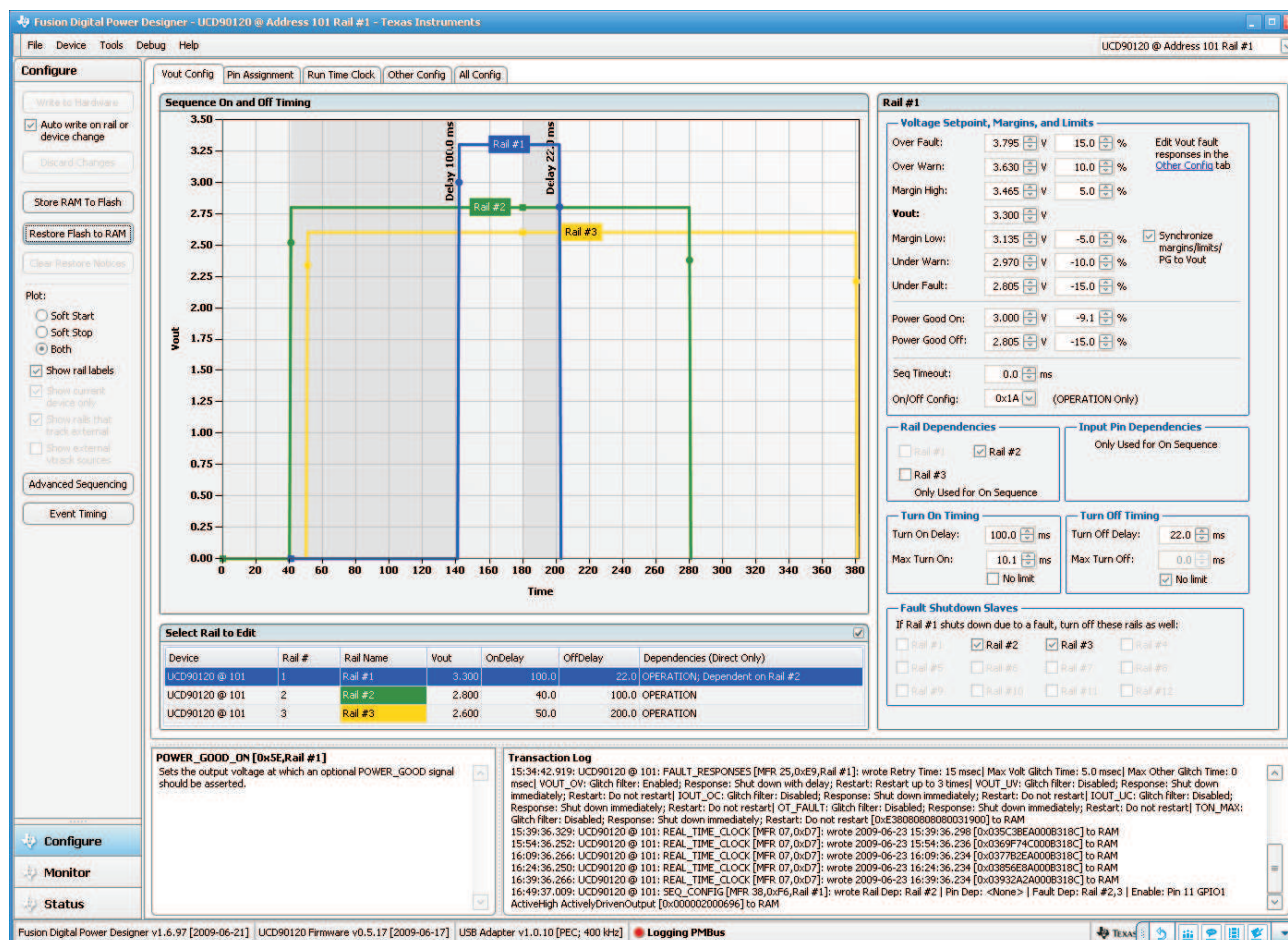 Fusion Digital Power Designer - UCD90120 @ Address 101 Rail #1 - Texas Instruments
File Device Tools Debug Help
UCD90120 @ Address 101 Rail #1
Configure
Write to Hardware
Auto write on rail or
device change
Discard Changes
Store RAM To Flash
Restore Flash to RAM
Clear Restore Notices
Plot:
Soft Start
Soft Stop
Both
Show rail labels
Show current
device only
Show rails that
track external
Show external
Vtrack sources
Advanced Sequencing
Event Timing
Vout Config Pin Assignment Run Time Clock Other Config All Config
Sequence On and Off Timing
3.50
3.00
2.75
2.50
2.25
2.00
1.75
1.50
1.25
1.00
0.75
0.50
0.25
0.00
Vout
Delay 100.0 ms
Delay 22.0 ms
Rail #1
Rail #2
Rail #3
0 20 40 60 80 100 120 140 160 180 200 220 240 260 280 300 320 340 360 380
Time
Select Rail to Edit
Device Rail # Rail Name Vout OnDelay OffDelay Dependencies (Direct Only)
UCD90120 @ 101 1 Rail #1 3.300 100.0 22.0 OPERATION; Dependent on Rail #2
UCD90120 @ 101 2 Rail #2 2.800 40.0 100.0 OPERATION
UCD90120 @ 101 3 Rail #3 2.600 50.0 200.0 OPERATION
Rail #1
Voltage Setpoint, Margins, and Limits
Over Fault: 3.795 V 15.0 %
Over Warn: 3.630 V 10.0 %
Margin High: 3.465 V 5.0 %
Vout: 3.300 V
Margin Low: 3.135 V -5.0 %
Under Warn: 2.970 V -10.0 %
Under Fault: 2.805 V -15.0 %
Edit Vout fault
responses in the
Other Config tab
Synchronize
margins/limits/
PG to Vout
Power Good On: 3.000 V -9.1 %
Power Good Off: 2.805 V -15.0 %
Seq Timeout: 0.0 ms
On/Off Config: 0x1A (OPERATION Only)
Rail Dependencies
Rail #1 Rail #2
Rail #3
Only Used for On Sequence
Input Pin Dependencies
Only Used for On Sequence
Turn On Timing
Turn On Delay: 100.0 ms
Max Turn On: 10.1 ms
No limit
Turn Off Timing
Turn Off Delay: 22.0 ms
Max Turn Off: 0.0 ms
No limit
Fault Shutdown Slaves
If Rail #1 shuts down due to a fault, turn off these rails as well:
Rail #1 Rail #2 Rail #3 Rail #4
Rail #5 Rail #6 Rail #7 Rail #8
Rail #9 Rail #10 Rail #11 Rail #12
POWER_GOOD_ON [0x5E,Rail #1]
Sets the output voltage at which an optional POWER_GOOD signal
should be asserted.
Transaction Log
15:34:42.919: UCD90120 @ 101: FAULT_RESPONSES [MFR 25,0xE9,Rail #1]: wrote Retry Time: 15 msec| Max Volt Glitch Time: 5.0 msec| Max Other Glitch Time: 0
msec| VOUT_OV: Glitch filter: Enabled; Response: Shut down with delay; Restart: Restart up to 3 times| VOUT_UV: Glitch filter: Disabled; Response: Shut down
immediately; Restart: Do not restart| IOUT_OC: Glitch filter: Disabled; Response: Shut down immediately; Restart: Do not restart| IOUT_UC: Glitch filter: Disabled;
Response: Shut down immediately; Restart: Do not restart| OT_FAULT: Glitch filter: Disabled; Response: Shut down immediately; Restart: Do not restart| TON_MAX:
Glitch filter: Disabled; Response: Shut down immediately; Restart: Do not restart [0xE38080808080031900] to RAM
15:39:36.329: UCD90120 @ 101: REAL_TIME_CLOCK [MFR 07,0xD7]: wrote 2009-06-23 15:39:36.298 [0x035C3BEA000B318C] to RAM
15:54:36.252: UCD90120 @ 101: REAL_TIME_CLOCK [MFR 07,0xD7]: wrote 2009-06-23 15:54:36.236 [0x0369F74C000B318C] to RAM
16:09:36.266: UCD90120 @ 101: REAL_TIME_CLOCK [MFR 07,0xD7]: wrote 2009-06-23 16:09:36.234 [0x0377B2EA000B318C] to RAM
16:24:36.250: UCD90120 @ 101: REAL_TIME_CLOCK [MFR 07,0xD7]: wrote 2009-06-23 16:24:36.234 [0x03856E8A000B318C] to RAM
16:39:36.266: UCD90120 @ 101: REAL_TIME_CLOCK [MFR 07,0xD7]: wrote 2009-06-23 16:39:36.234 [0x03932A2A000B318C] to RAM
16:49:37.009: UCD90120 @ 101: SEQ_CONFIG [MFR 38,0xF6,Rail #1]: wrote Rail Dep: Rail #2 | Pin Dep: <None> | Fault Dep: Rail #2,3 | Enable: Pin 11 GPIO1
ActiveHigh ActivelyDrivenOutput [0x000002000696] to RAM
Configure
Monitor
Status
Fusion Digital Power Designer v1.6.97 [2009-06-21] UCD90120 Firmware v0.5.17 [2009-06-17] USB Adapter v1.0.10 [PEC; 400 kHz] Logging PMBus
TEXAS